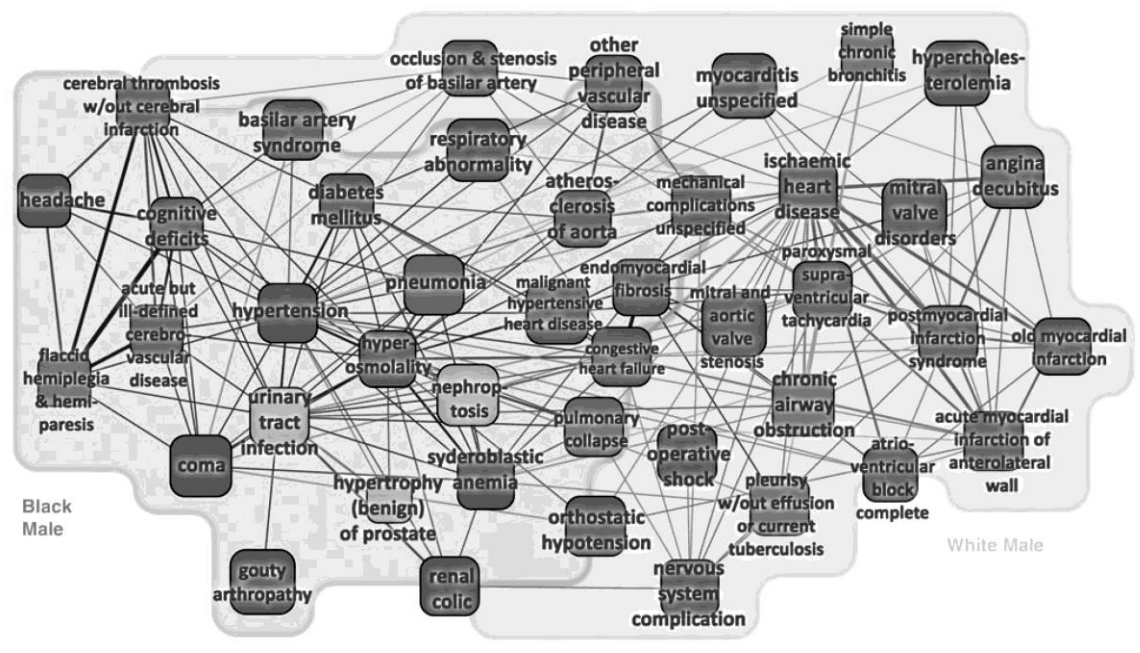 cerebral thrombosis
w/out cerebral
infarction
occlusion & stenosis
of basilar artery
other
peripheral
vascular
disease
myocarditis
unspecified
simple
chronic
bronchitis
hypercholes-
terolemia
basilar artery
syndrome
respiratory
abnormality
headache
cognitive
deficits
diabetes
mellitus
atheros-
clerosis
of aorta
mechanical
complications
unspecified
ischaemic
heart
disease
mitral
valve
disorders
angina
decubitus
acute but
ill-defined
cerebro
vascular
disease
hypertension
pneumonia
malignant
hypertensive
heart disease
endomyocardial
fibrosis
mitral and
aortic
valve
stenosis
paroxysmal
supra-
ventricular
tachycardia
postmyocardial
infarction
syndrome
old myocardial
infarction
flaccid
hemiplegia
& hemi-
paresis
hyper-
osmolality
nephrop-
tosis
congestive
heart failure
urinary
tract
infection
pulmonary
collapse
post-
operative
shock
chronic
airway
obstruction
atrio-
ventricular
block
complete
acute myocardial
infarction of
anterolateral
wall
coma
hypertrophy
(benign)
of prostate
syderoblastic
anemia
orthostatic
hypotension
pleurisy
w/out effusion
or current
tuberculosis
Black
Male
White Male
gouty
arthropathy
renal
colic
nervous
system
complication